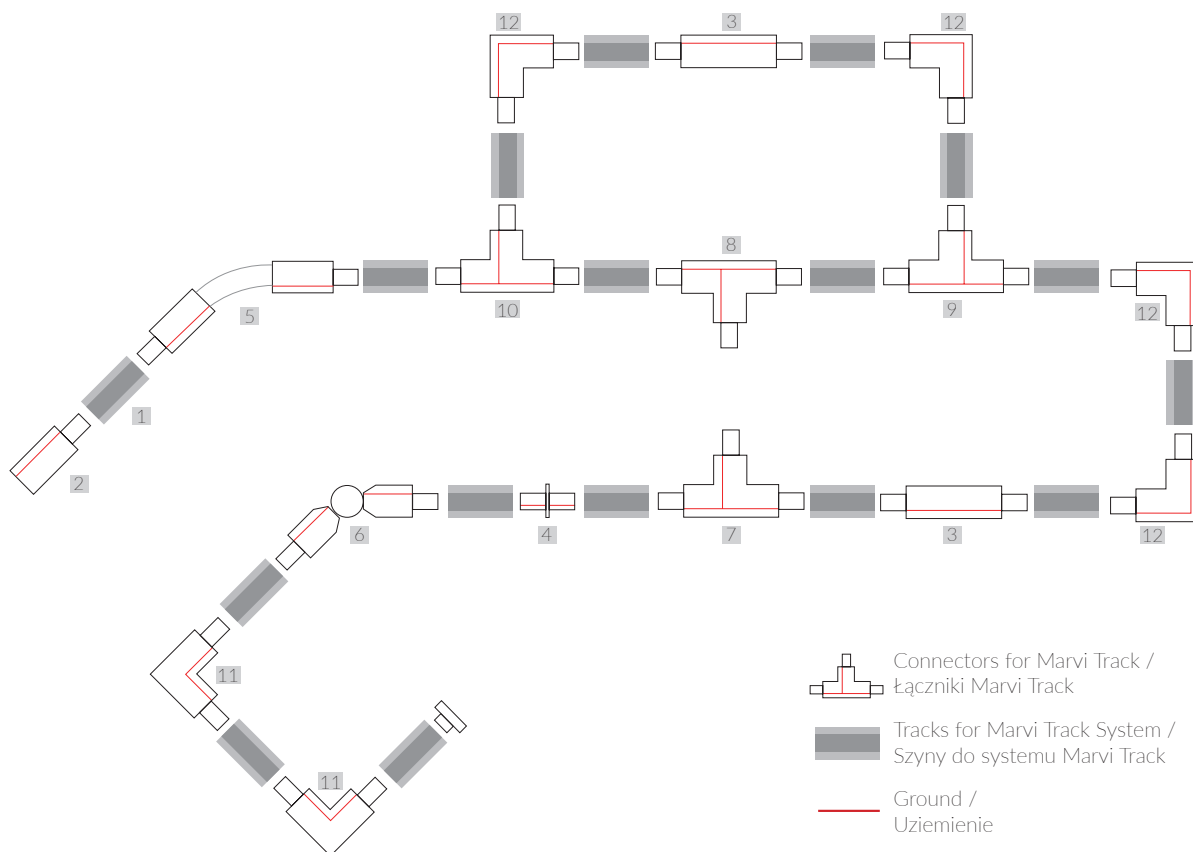 12
3
12
8
5
10
9
12
1
2
6
4
7
3
12
11
11
Connectors for Marvi Track /
Łączniki Marvi Track
Tracks for Marvi Track System /
Szyny do systemu Marvi Track
Ground /
Uziemienie